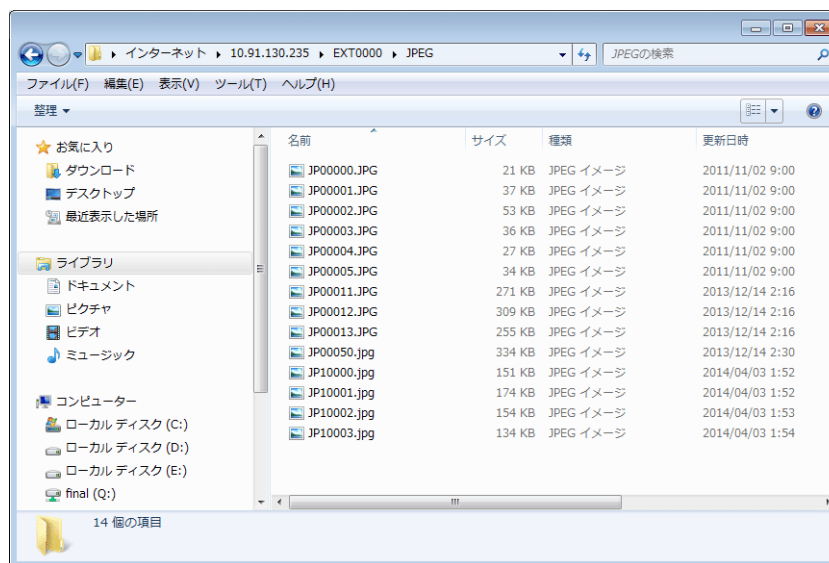 インターネット 10.91.130.235 EXT0000 JPEG JPEGの検索
ファイル(F) 編集(E) 表示(V) ツール(T) ヘルプ(H)
整理
お気に入り
ダウンロード
デスクトップ
最近表示した場所
ライブラリ
ドキュメント
ピクチャ
ビデオ
ミュージック
コンピューター
ローカル ディスク (C:)
ローカル ディスク (D:)
ローカル ディスク (E:)
final (Q:)
名前 サイズ 種類 更新日時
JP00000.JPG 21 KB JPEG イメージ 2011/11/02 9:00
JP00001.JPG 37 KB JPEG イメージ 2011/11/02 9:00
JP00002.JPG 53 KB JPEG イメージ 2011/11/02 9:00
JP00003.JPG 36 KB JPEG イメージ 2011/11/02 9:00
JP00004.JPG 27 KB JPEG イメージ 2011/11/02 9:00
JP00005.JPG 34 KB JPEG イメージ 2011/11/02 9:00
JP00011.JPG 271 KB JPEG イメージ 2013/12/14 2:16
JP00012.JPG 309 KB JPEG イメージ 2013/12/14 2:16
JP00013.JPG 255 KB JPEG イメージ 2013/12/14 2:16
JP00050.jpg 334 KB JPEG イメージ 2013/12/14 2:30
JP10000.jpg 151 KB JPEG イメージ 2014/04/03 1:52
JP10001.jpg 174 KB JPEG イメージ 2014/04/03 1:52
JP10002.jpg 154 KB JPEG イメージ 2014/04/03 1:53
JP10003.jpg 134 KB JPEG イメージ 2014/04/03 1:54
14 個の項目